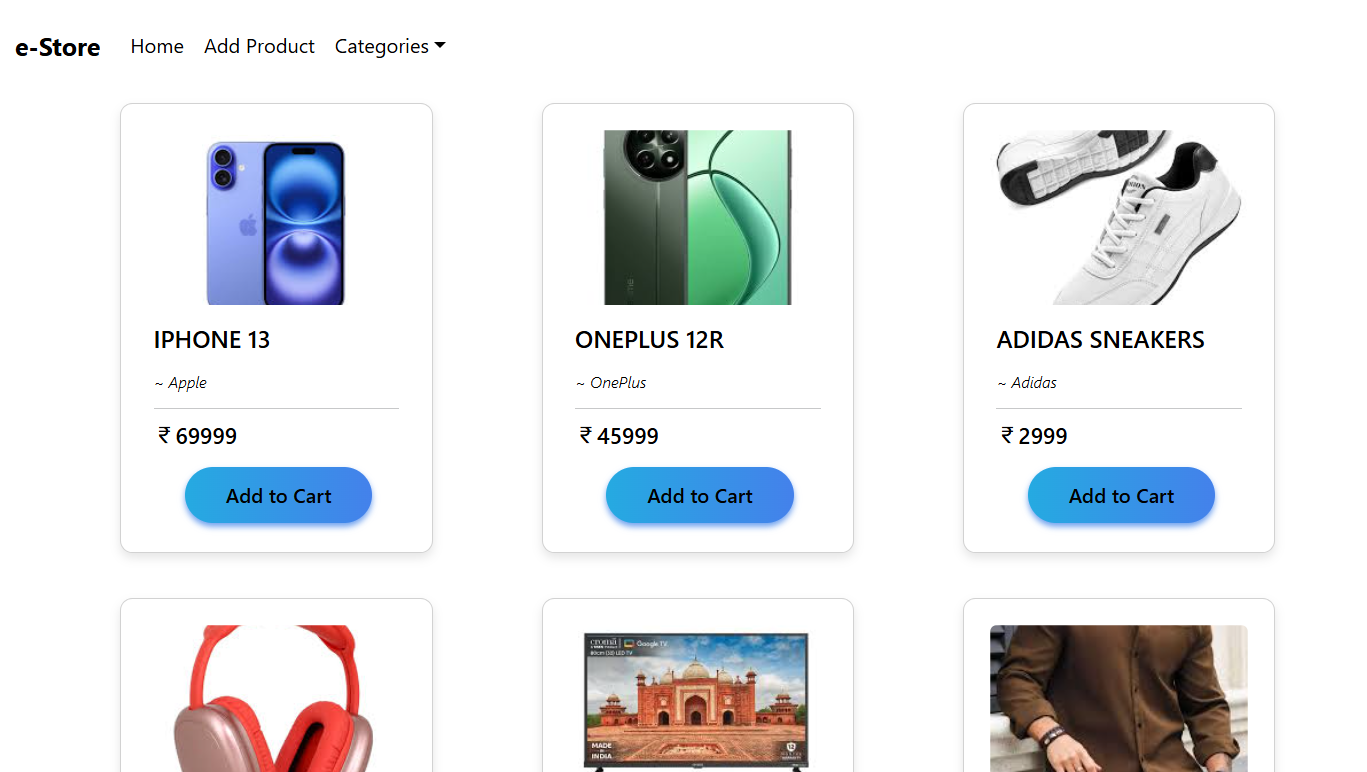 e-Store Home Add Product Categories
IPHONE 13
~ Apple
₹ 69999
Add to Cart
ONEPLUS 12R
~ OnePlus
₹ 45999
Add to Cart
ADIDAS SNEAKERS
~ Adidas
₹ 2999
Add to Cart
cromā Google TV
MADE
IN
INDIA